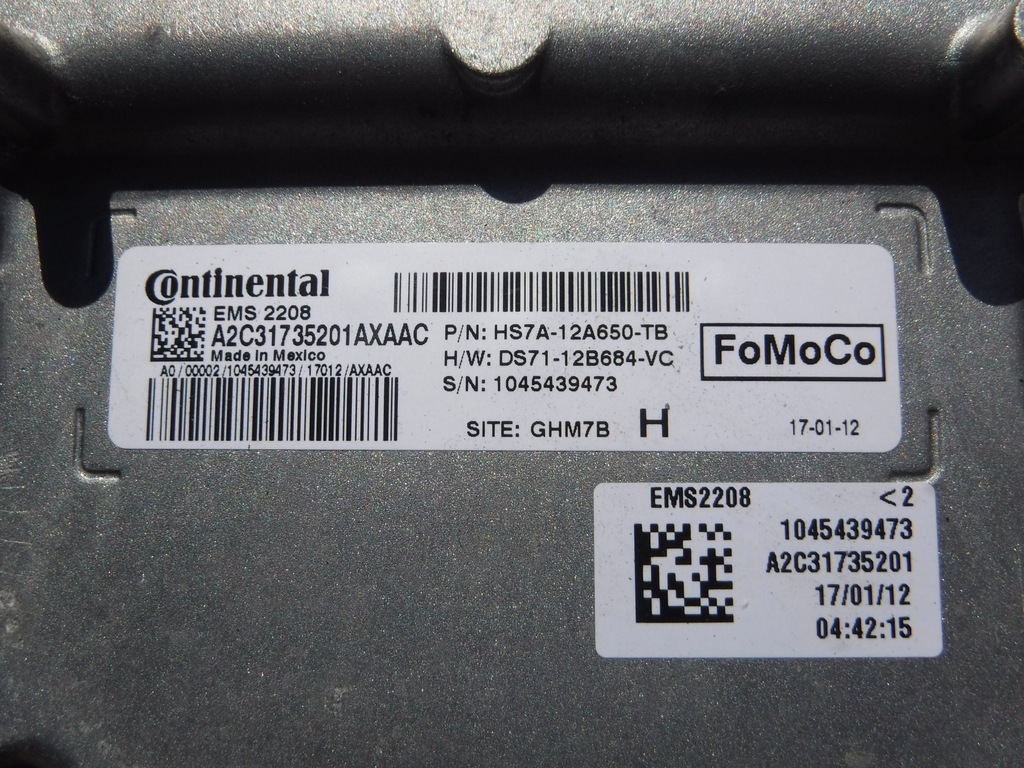 Continental
EMS 2208
A2C31735201AXAAC
Made in Mexico
A0/00002/1045439473/17012/AXAAC
P/N: HS7A-12A650-TB
H/W: DS71-12B684-VC
S/N: 1045439473
SITE: GHM7B H
FoMoCo
17-01-12
EMS2208 <2
1045439473
A2C31735201
17/01/12
04:42:15